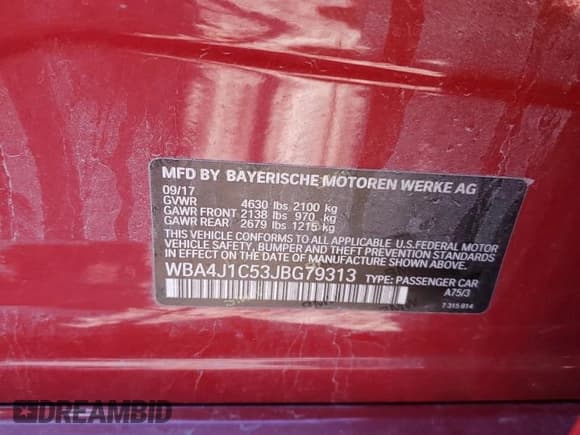 MFD BY BAYERISCHE MOTOREN WERKE AG
09/17
GVWR 4630 lbs 2100 kg
GAWR FRONT 2138 lbs 970 kg
GAWR REAR 2679 lbs 1215 kg
THIS VEHICLE CONFORMS TO ALL APPLICABLE U.S.FEDERAL MOTOR
VEHICLE SAFETY, BUMPER AND THEFT PREVENTION STANDARDS
IN EFFECT ON THE DATE OF MANUFACTURE SHOWN ABOVE.
WBA4J1C53JBG79313 TYPE: PASSENGER CAR
A75/3
7 315 814
DREAMBID